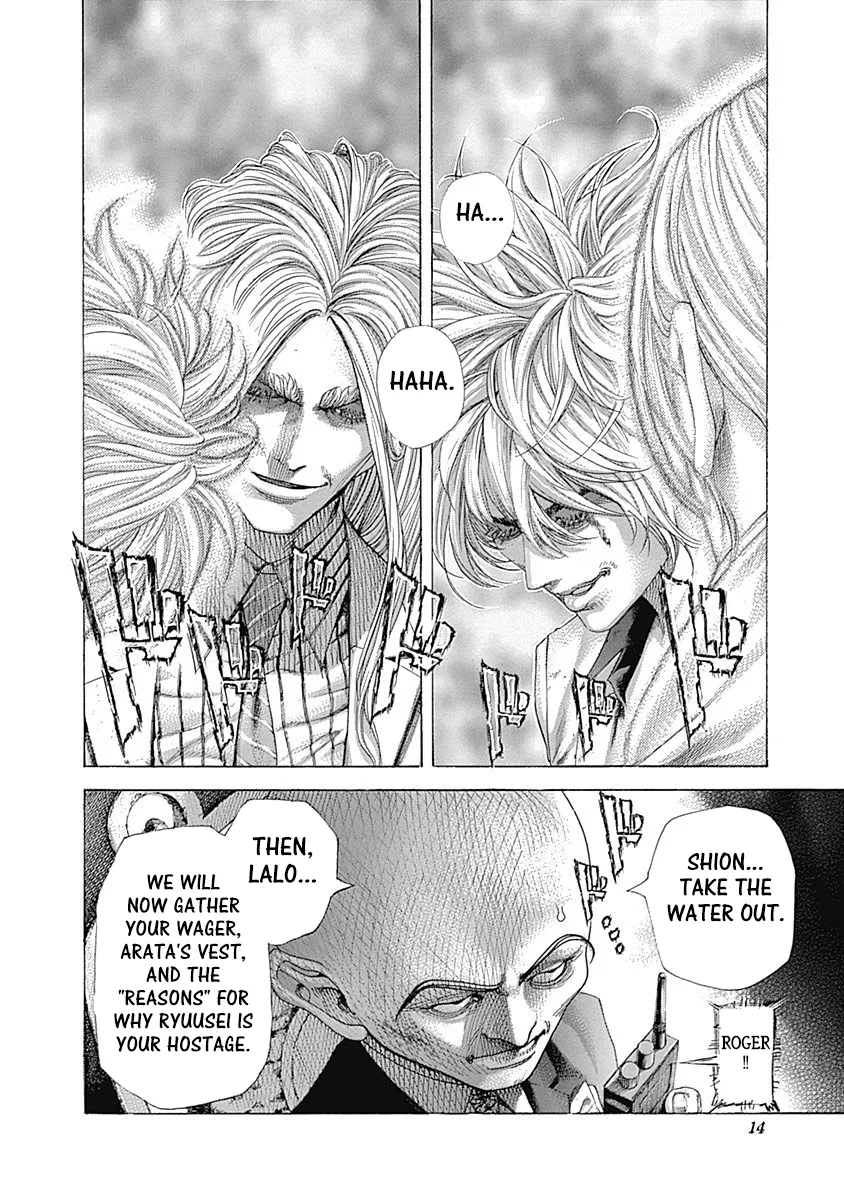 HA...
HAHA.
SHION...
TAKE THE
WATER OUT.
ROGER
!!
THEN,
LALO...
WE WILL
NOW GATHER
YOUR WAGER,
ARATA'S VEST,
AND THE
"REASONS" FOR
WHY RYUUSEI IS
YOUR HOSTAGE.
14